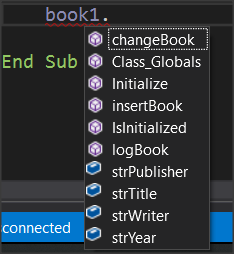 book1.
changeBook
Class_Globals
End Sub
Initialize
insertBook
IsInitialized
logBook
strPublisher
strTitle
strWriter
connected
strYear